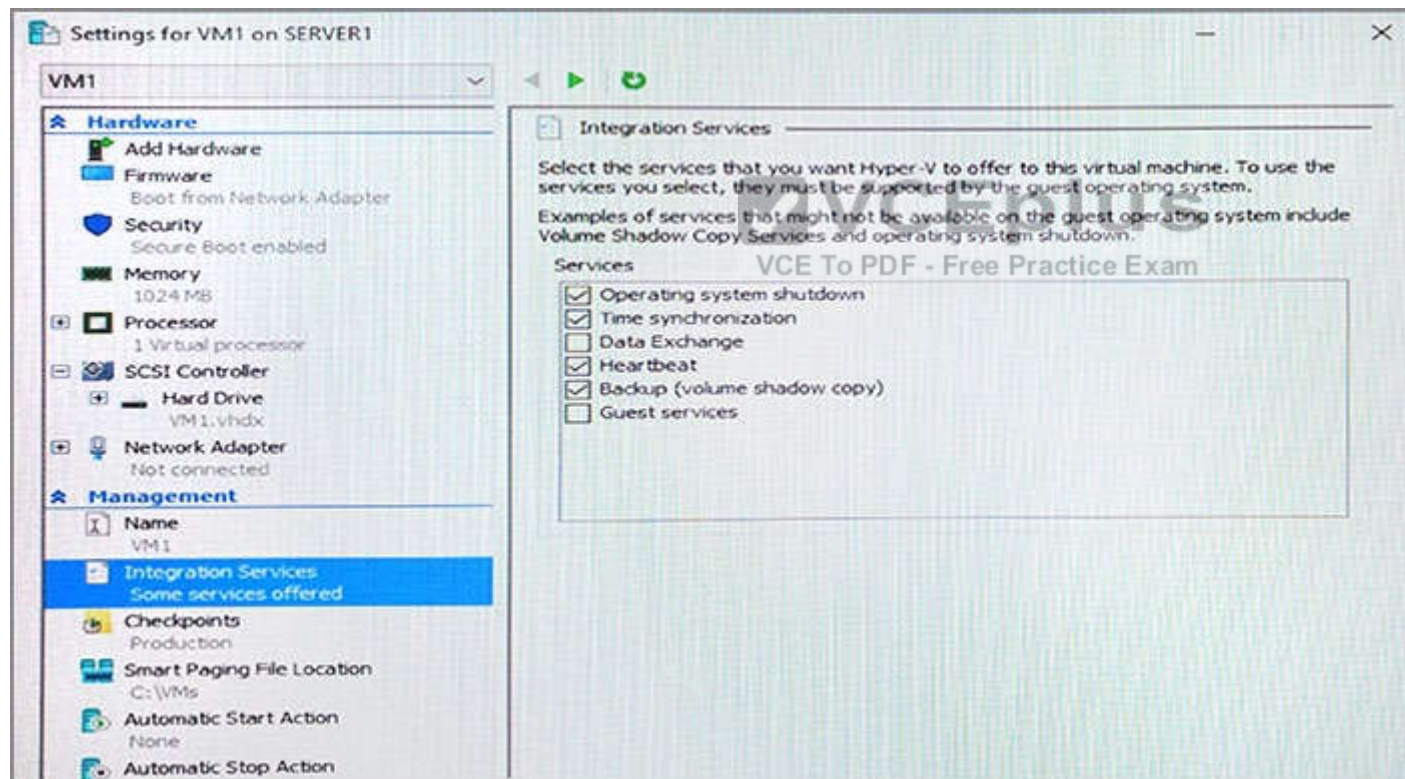 Settings for VM1 on SERVER1
VM1
Hardware
Add Hardware
Firmware
Boot from Network Adapter
Security
Secure Boot enabled
Memory
1024 MB
Processor
1 Virtual processor
SCSI Controller
Hard Drive
VM1.vhdx
Network Adapter
Not connected
Management
Name
VM1
Integration Services
Some services offered
Checkpoints
Production
Smart Paging File Location
C:\VMs
Automatic Start Action
None
Automatic Stop Action
Integration Services
Select the services that you want Hyper-V to offer to this virtual machine. To use the
services you select, they must be supported by the guest operating system.
Examples of services that might not be available on the guest operating system include
Volume Shadow Copy Services and operating system shutdown.
VCEplus
VCE To PDF - Free Practice Exam
Services
Operating system shutdown
Time synchronization
Data Exchange
Heartbeat
Backup (volume shadow copy)
Guest services